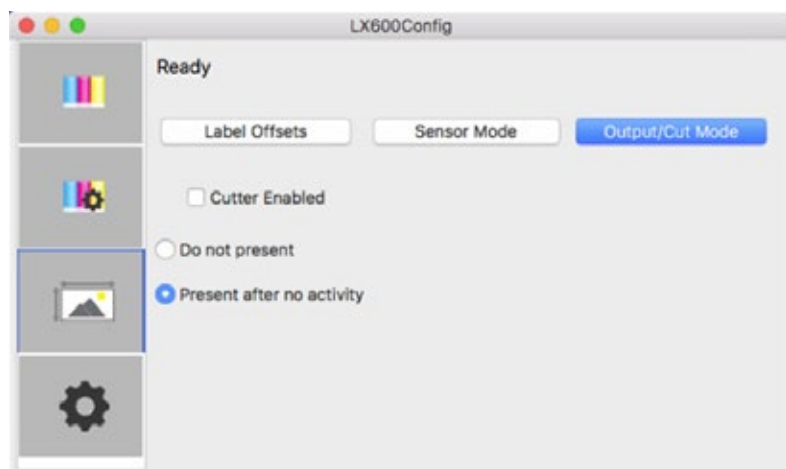 LX600Config
Ready
Label Offsets
Sensor Mode
Output/Cut Mode
Cutter Enabled
Do not present
Present after no activity